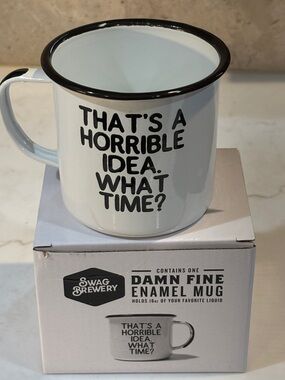 THAT'S A
HORRIBLE
IDEA.
WHAT
TIME?
SWAG
BREWERY
CONTAINS ONE
DAMN FINE
ENAMEL MUG
HOLDS 16oz OF YOUR FAVORITE LIQUID
THAT'S A
HORRIBLE
IDEA.
WHAT
TIME?